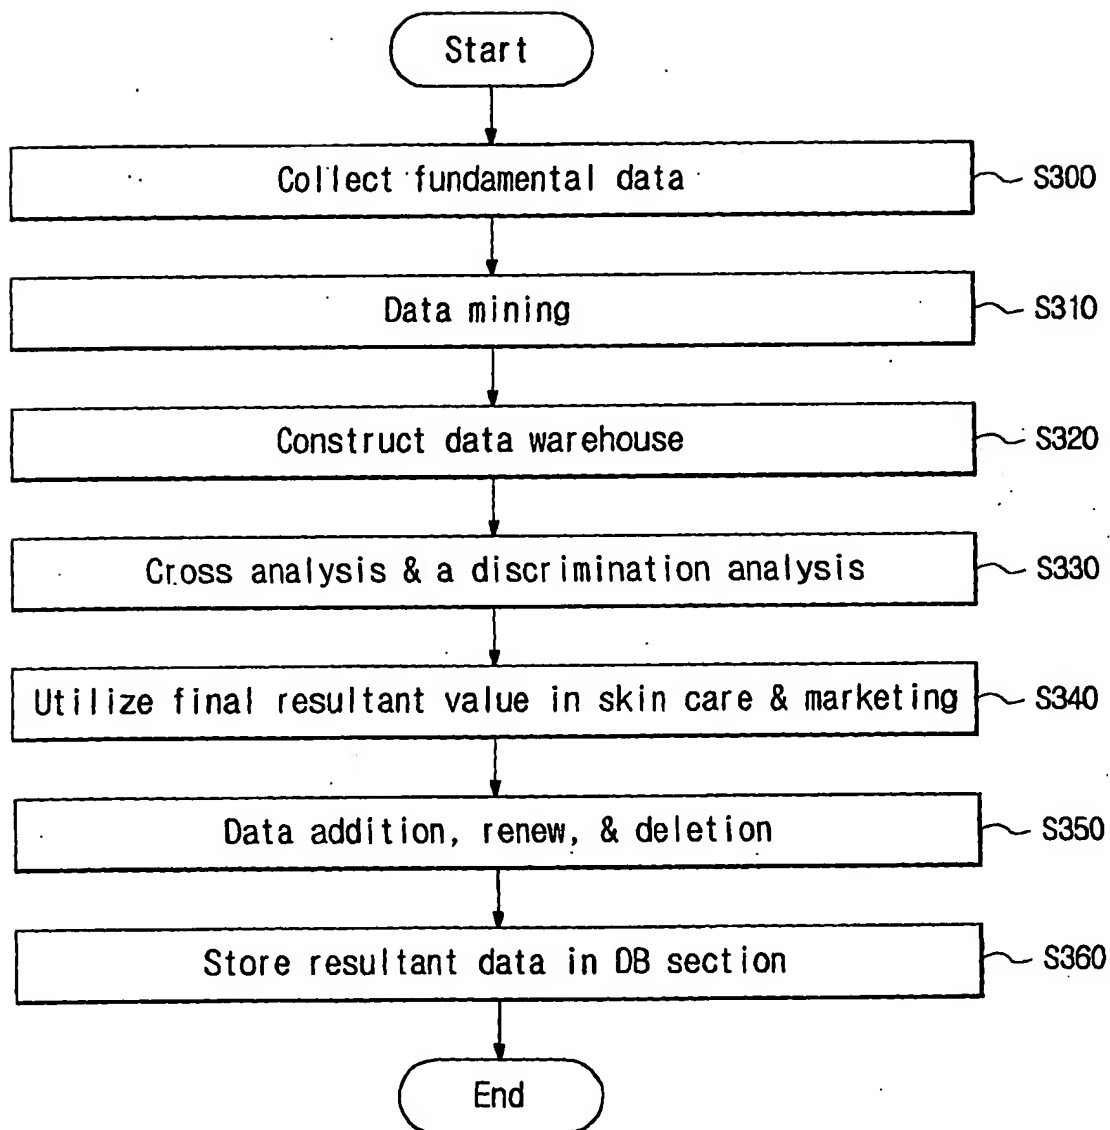 Start
Collect fundamental data
S300
Data mining
S310
Construct data warehouse
S320
Cross analysis & a discrimination analysis
S330
Utilize final resultant value in skin care & marketing
S340
Data addition, renew, & deletion
S350
Store resultant data in DB section
S360
End